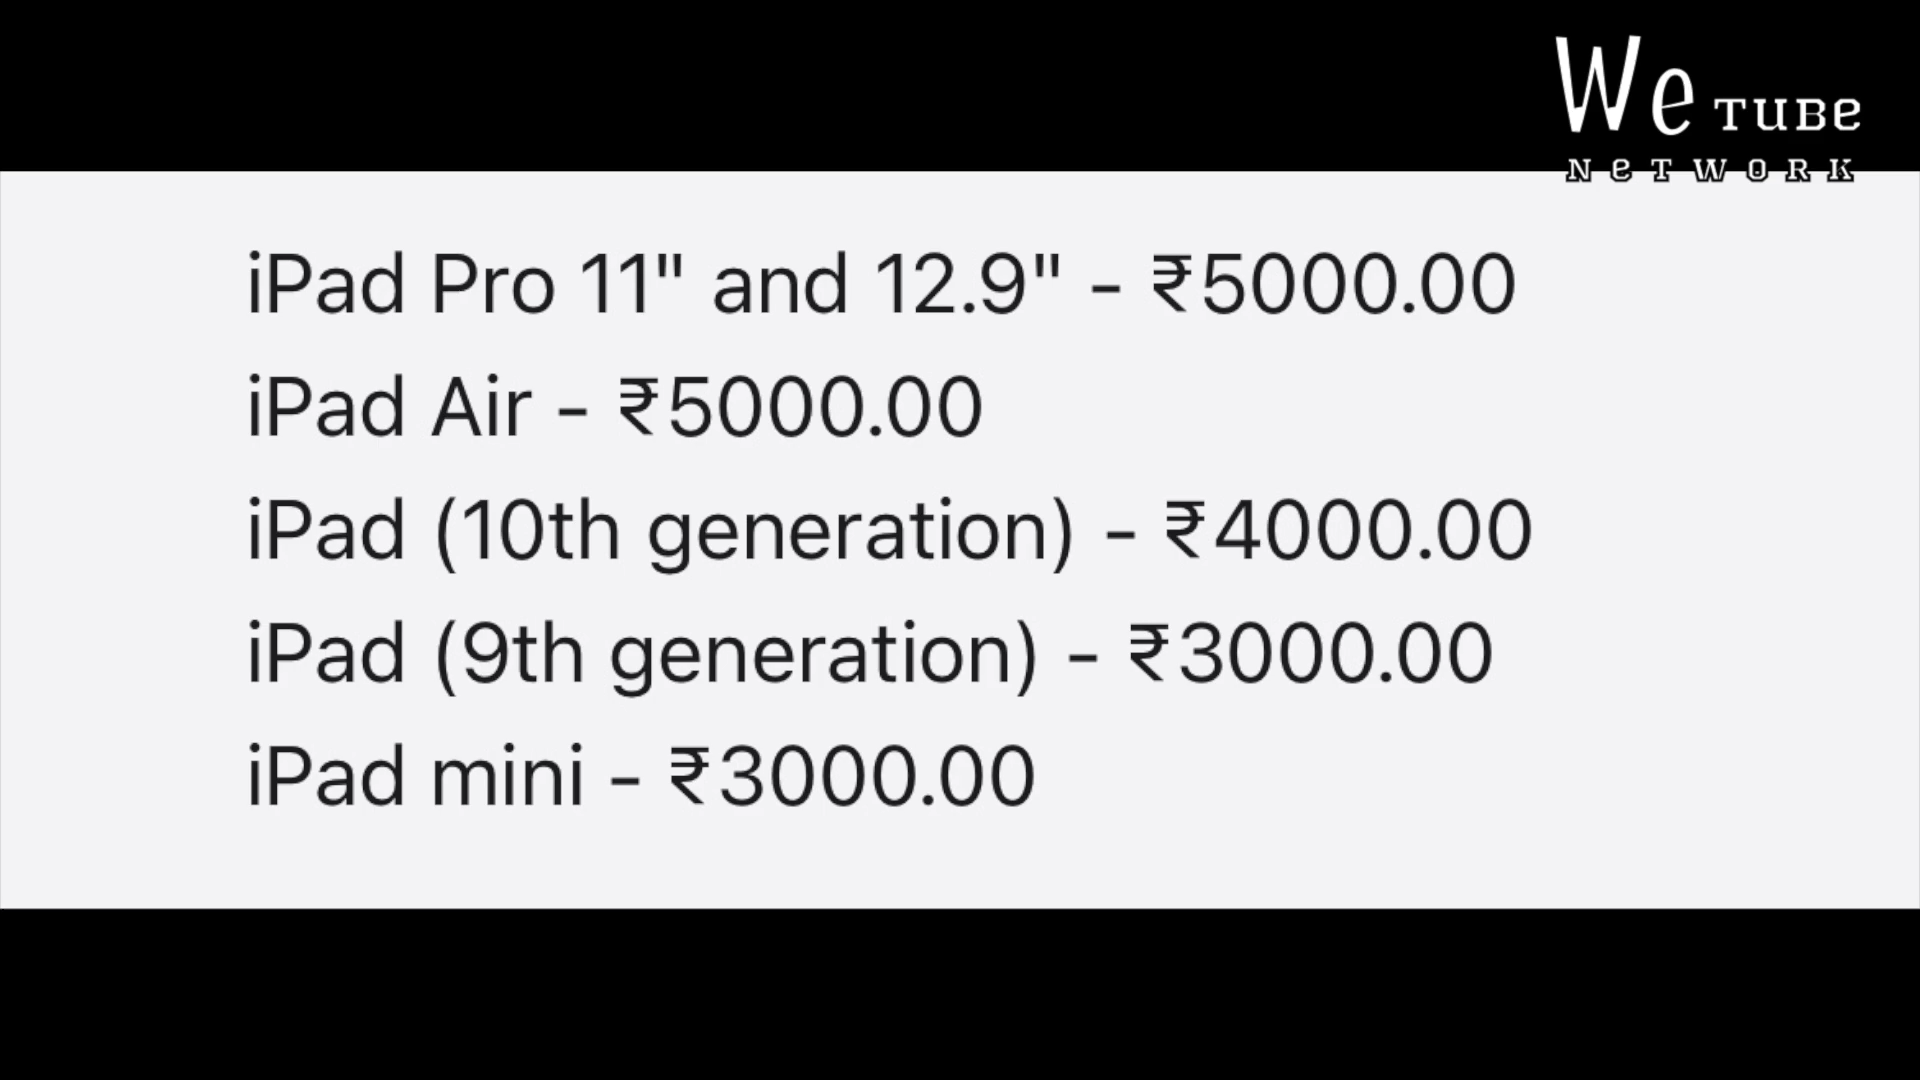 We TUBE
NETWORK
iPad Pro 11" and 12.9" - ₹5000.00
iPad Air - ₹5000.00
iPad (10th generation) - ₹4000.00
iPad (9th generation) - ₹3000.00
iPad mini - ₹3000.00